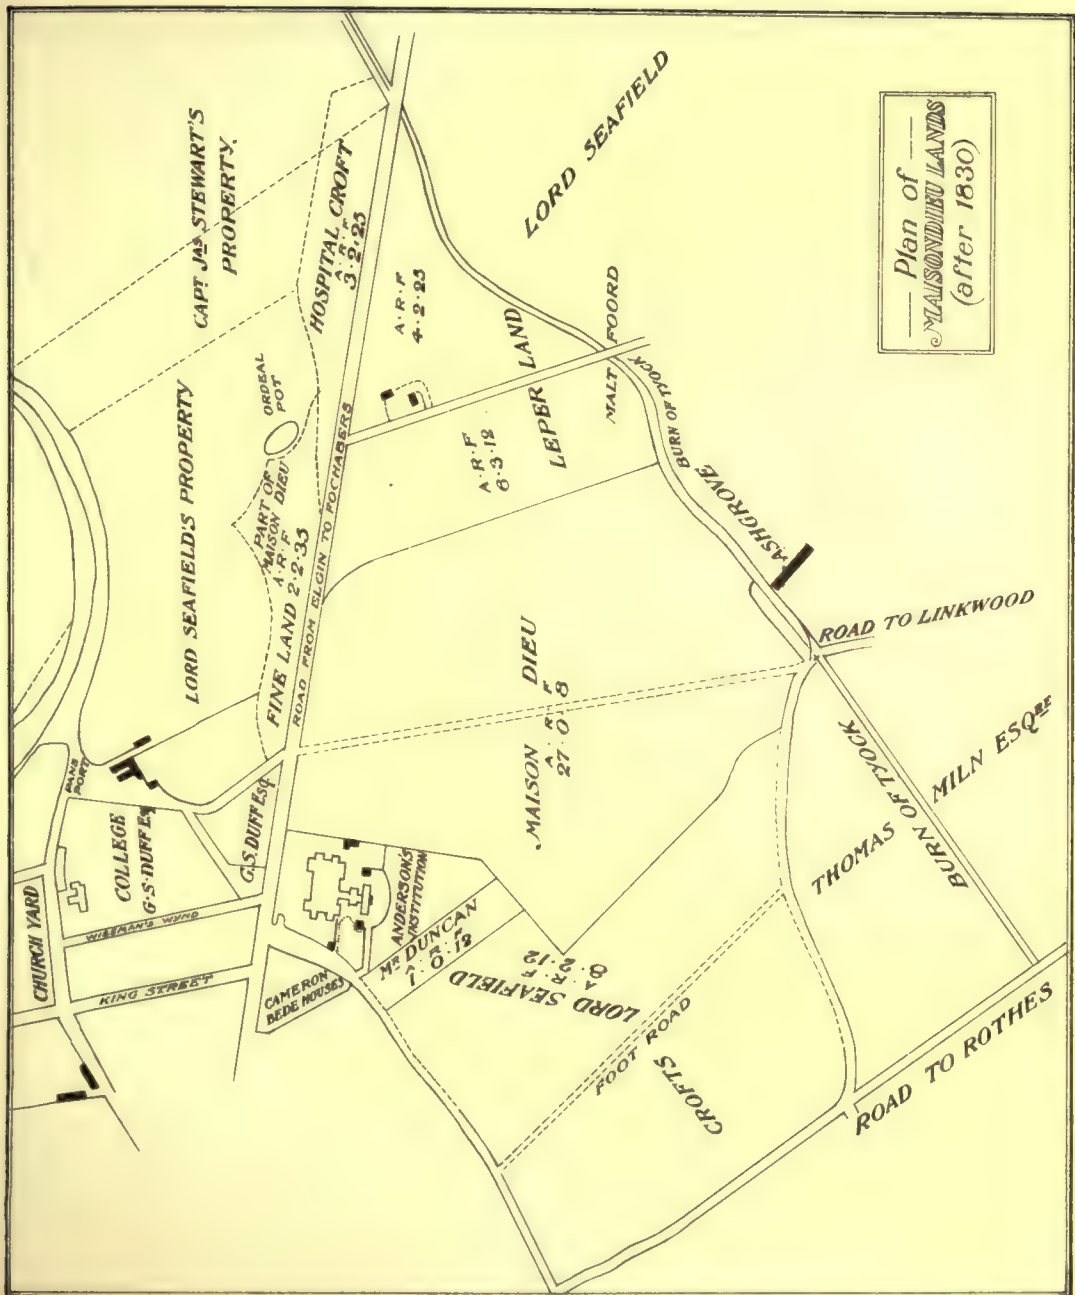 — Plan of —
MAISONDIEU LANDS
(after 1830)
CAPT. JAS STEWART'S
PROPERTY.
LORD SEAFIELD
HOSPITAL CROFT
A · R · F
3 · 2 · 25
A · R · F
4 · 2 · 25
ORDEAL
POT
LORD SEAFIELD'S PROPERTY
PART OF
MAISON DIEU
A · R · F
FINE LAND 2 · 2 · 35
ROAD FROM ELGIN TO FOCHABERS
LEPER LAND
A · R · F
6 · 3 · 12
MALT FOORD
BURN OF TYOCK
ASHGROVE
ROAD TO LINKWOOD
MAISON DIEU
A R F
27 · 0 · 8
PANS
PORT
COLLEGE
G · S · DUFF ESQ
G. S. DUFF ESQ
CHURCH YARD
WISEMAN'S WYND
KING STREET
ANDERSON'S
INSTITUTION
CAMERON
BEDE HOUSES
MR DUNCAN
A · R · F
1 · 0 · 12
LORD SEAFIELD
A · R · F
CROFTS
FOOT ROAD
THOMAS MILN ESQRE
BURN OF TYOCK
ROAD TO ROTHES